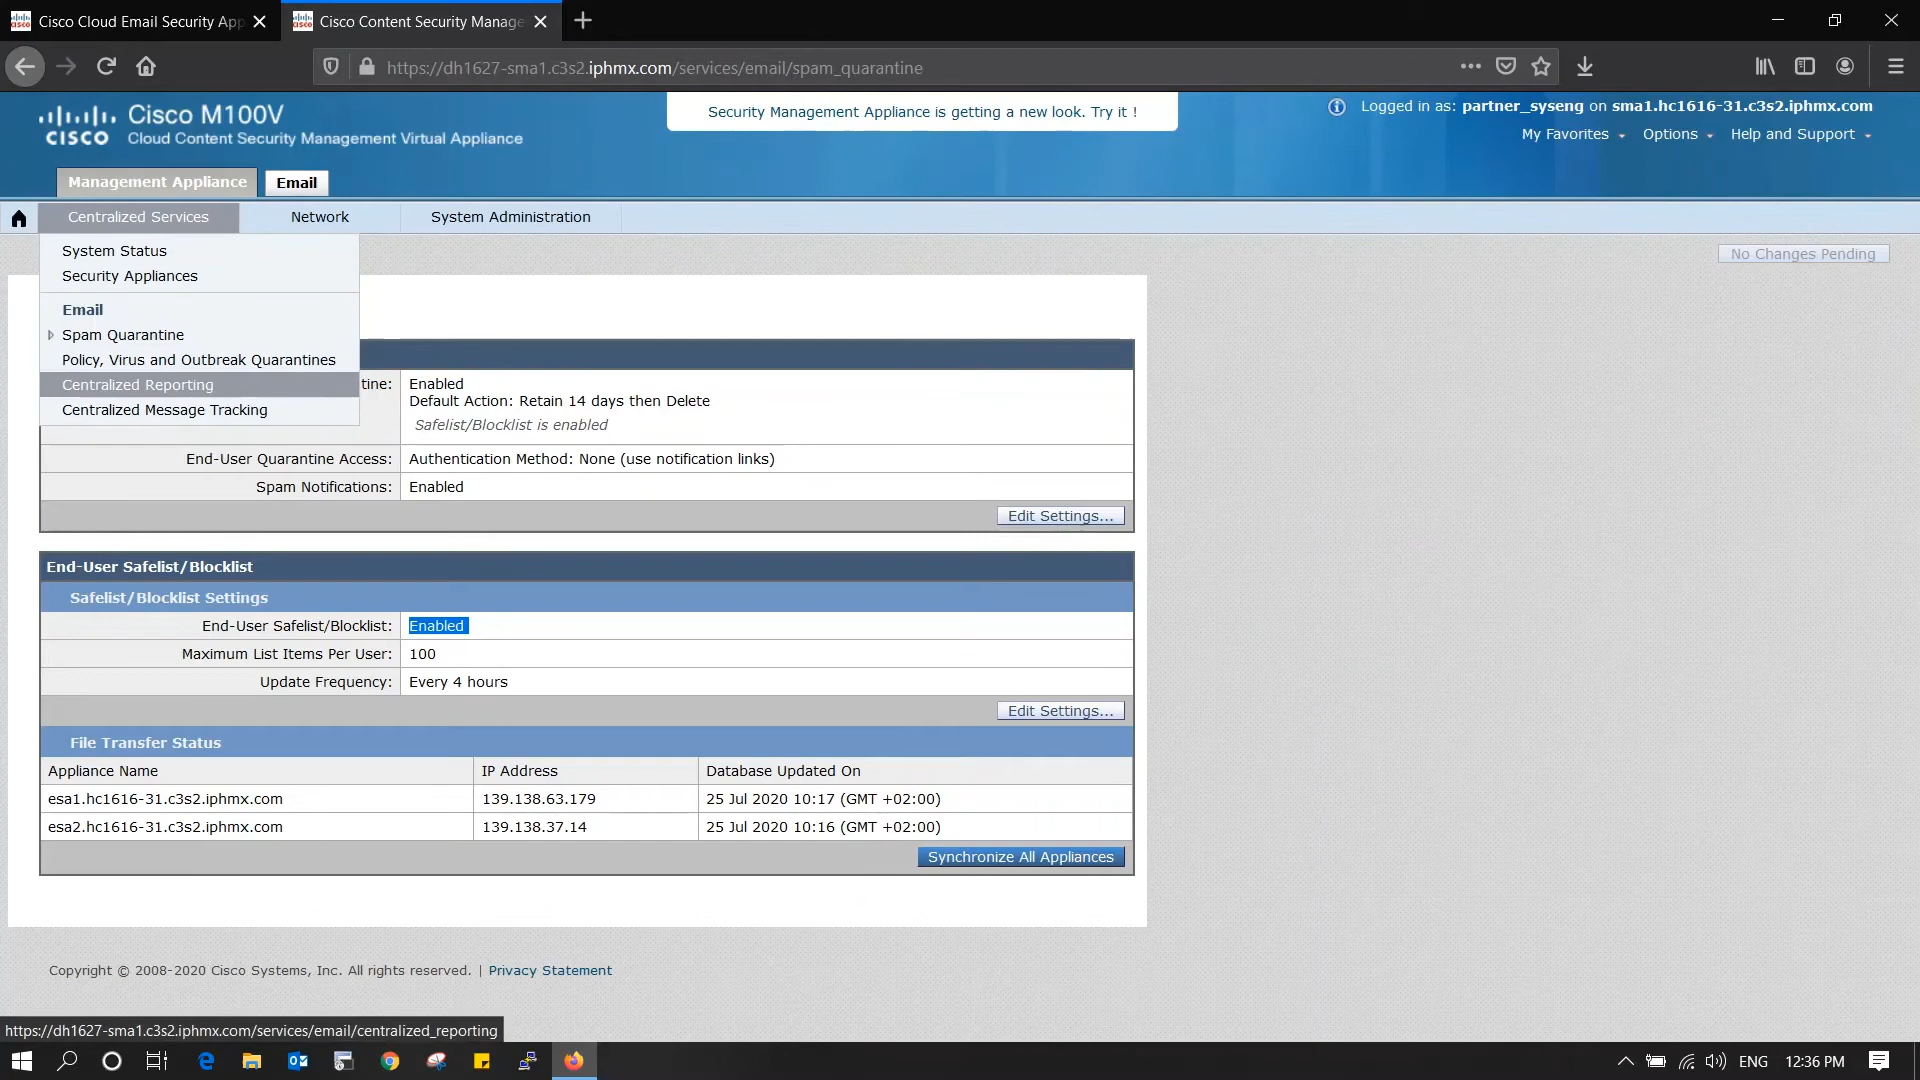 Cisco Cloud Email Security App
Cisco Content Security Manage
https://dh1627-sma1.c3s2.iphmx.com/services/email/spam_quarantine
CISCO
Cisco M100V
Cloud Content Security Management Virtual Appliance
Security Management Appliance is getting a new look. Try it !
Logged in as: partner_syseng on sma1.hc1616-31.c3s2.iphmx.com
My Favorites Options Help and Support
Management Appliance Email
Centralized Services Network System Administration
No Changes Pending
System Status
Security Appliances
Email
Spam Quarantine
Policy, Virus and Outbreak Quarantines
Centralized Reporting
Centralized Message Tracking
tine: Enabled
Default Action: Retain 14 days then Delete
Safelist/Blocklist is enabled
End-User Quarantine Access: Authentication Method: None (use notification links)
Spam Notifications: Enabled
Edit Settings...
End-User Safelist/Blocklist
Safelist/Blocklist Settings
End-User Safelist/Blocklist: Enabled
Maximum List Items Per User: 100
Update Frequency: Every 4 hours
Edit Settings...
File Transfer Status
Appliance Name IP Address Database Updated On
esa1.hc1616-31.c3s2.iphmx.com 139.138.63.179 25 Jul 2020 10:17 (GMT +02:00)
esa2.hc1616-31.c3s2.iphmx.com 139.138.37.14 25 Jul 2020 10:16 (GMT +02:00)
Synchronize All Appliances
Copyright © 2008-2020 Cisco Systems, Inc. All rights reserved. | Privacy Statement
https://dh1627-sma1.c3s2.iphmx.com/services/email/centralized_reporting
ENG 12:36 PM